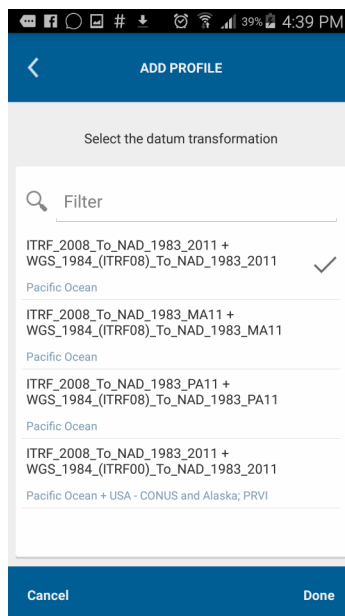 39% 4:39 PM
ADD PROFILE
Select the datum transformation
Filter
ITRF_2008_To_NAD_1983_2011 +
WGS_1984_(ITRF08)_To_NAD_1983_2011
Pacific Ocean
ITRF_2008_To_NAD_1983_MA11 +
WGS_1984_(ITRF08)_To_NAD_1983_MA11
Pacific Ocean
ITRF_2008_To_NAD_1983_PA11 +
WGS_1984_(ITRF08)_To_NAD_1983_PA11
Pacific Ocean
ITRF_2008_To_NAD_1983_2011 +
WGS_1984_(ITRF00)_To_NAD_1983_2011
Pacific Ocean + USA - CONUS and Alaska; PRVI
Cancel Done